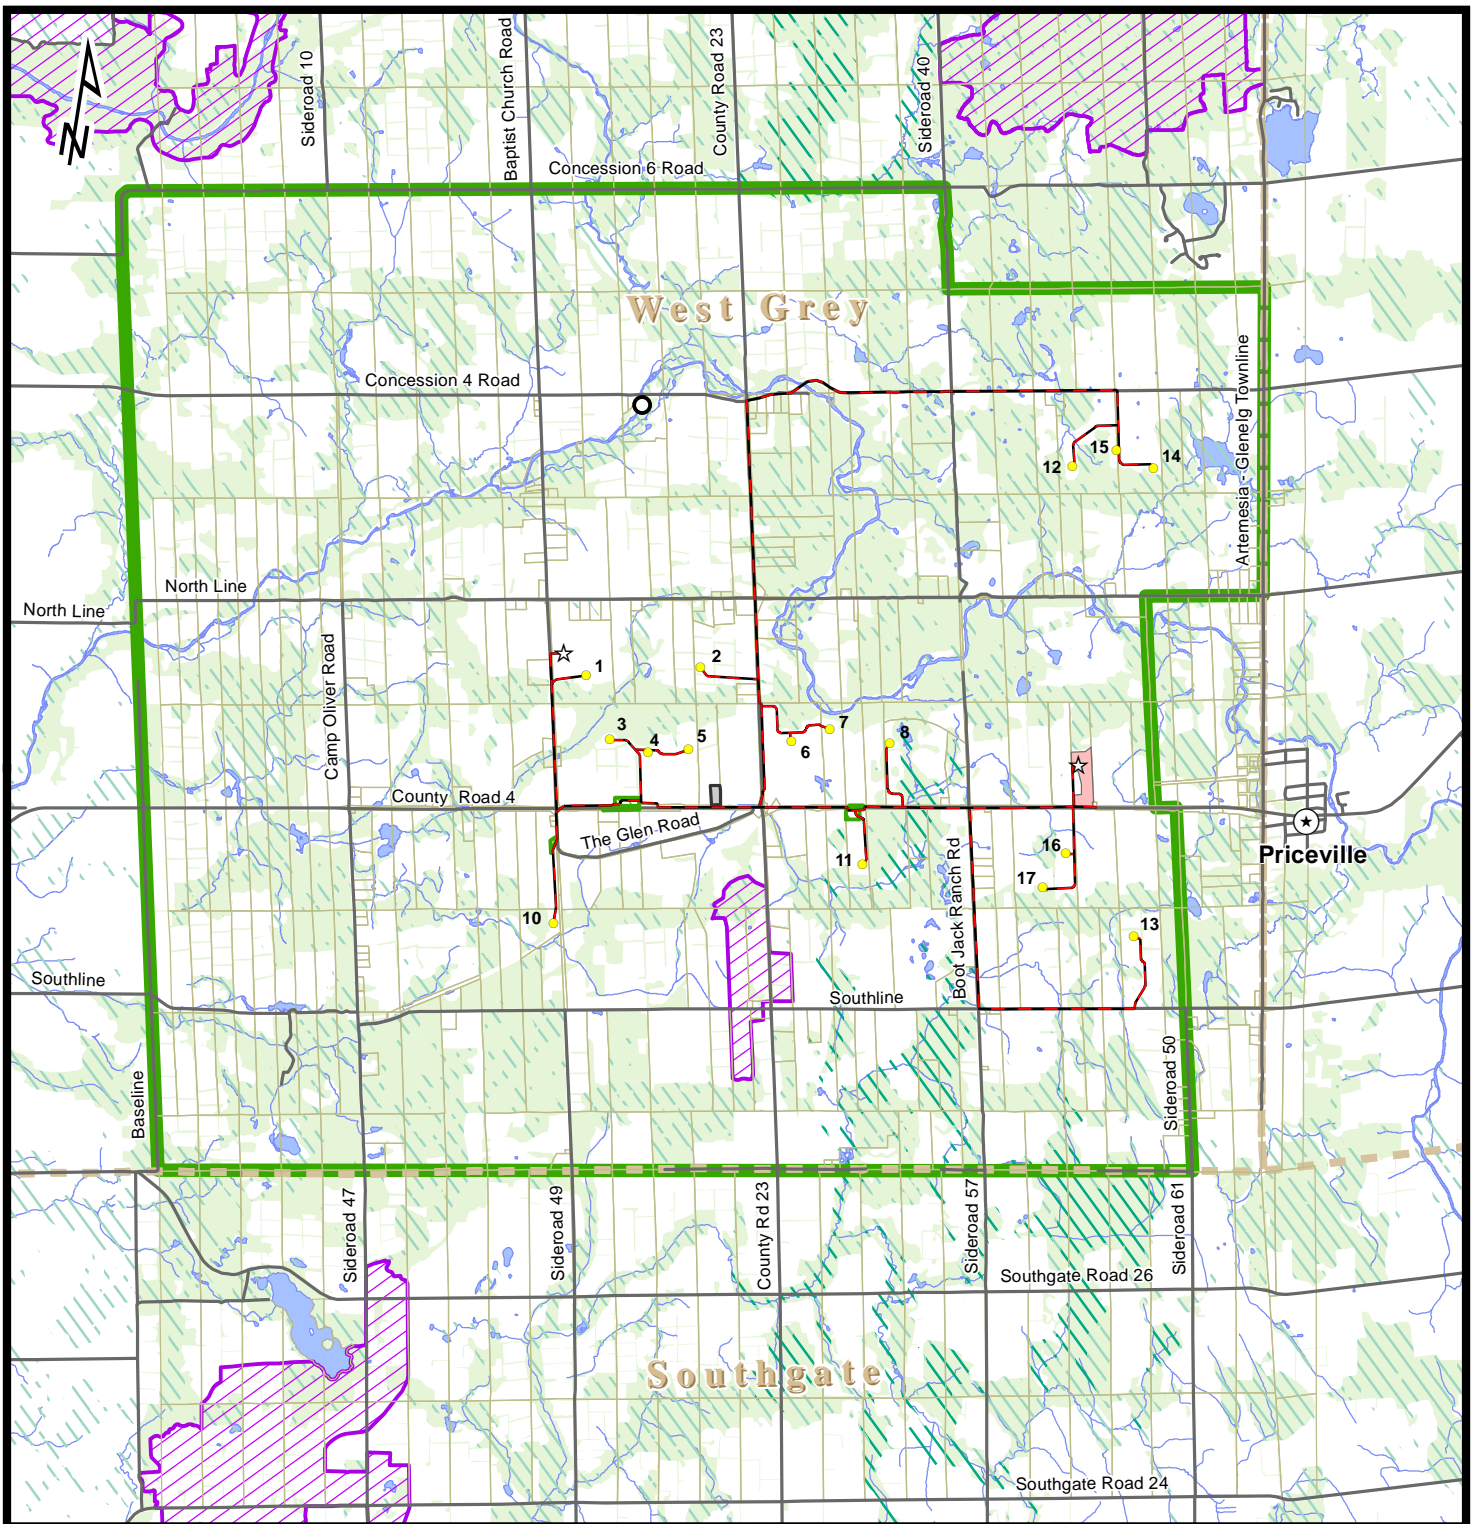 Sideroad 10
Baptist Church Road
County Road 23
Sideroad 40
N
Concession 6 Road
West Grey
Concession 4 Road
Artemesia - Glenelg Townline
15
14
12
North Line
North Line
Camp Oliver Road
1
2
3
4
5
6
7
8
County Road 4
The Glen Road
11
Boot Jack Ranch Rd
16
17
Priceville
10
13
Southline
Southline
Baseline
Sideroad 50
Sideroad 47
Sideroad 49
County Rd 23
Sideroad 57
Sideroad 61
Southgate Road 26
Southgate
Southgate Road 24